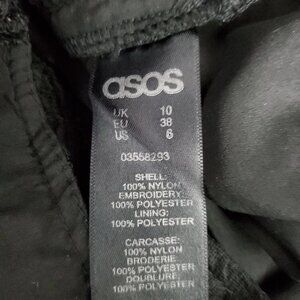 asos
UK 10
EU 38
US 6
03558293
SHELL:
100% NYLON
EMBROIDERY:
100% POLYESTER
LINING:
100% POLYESTER
CARCASSE:
100% NYLON
BRODERIE:
100% POLYESTER
DOUBLURE:
100% POLYESTER